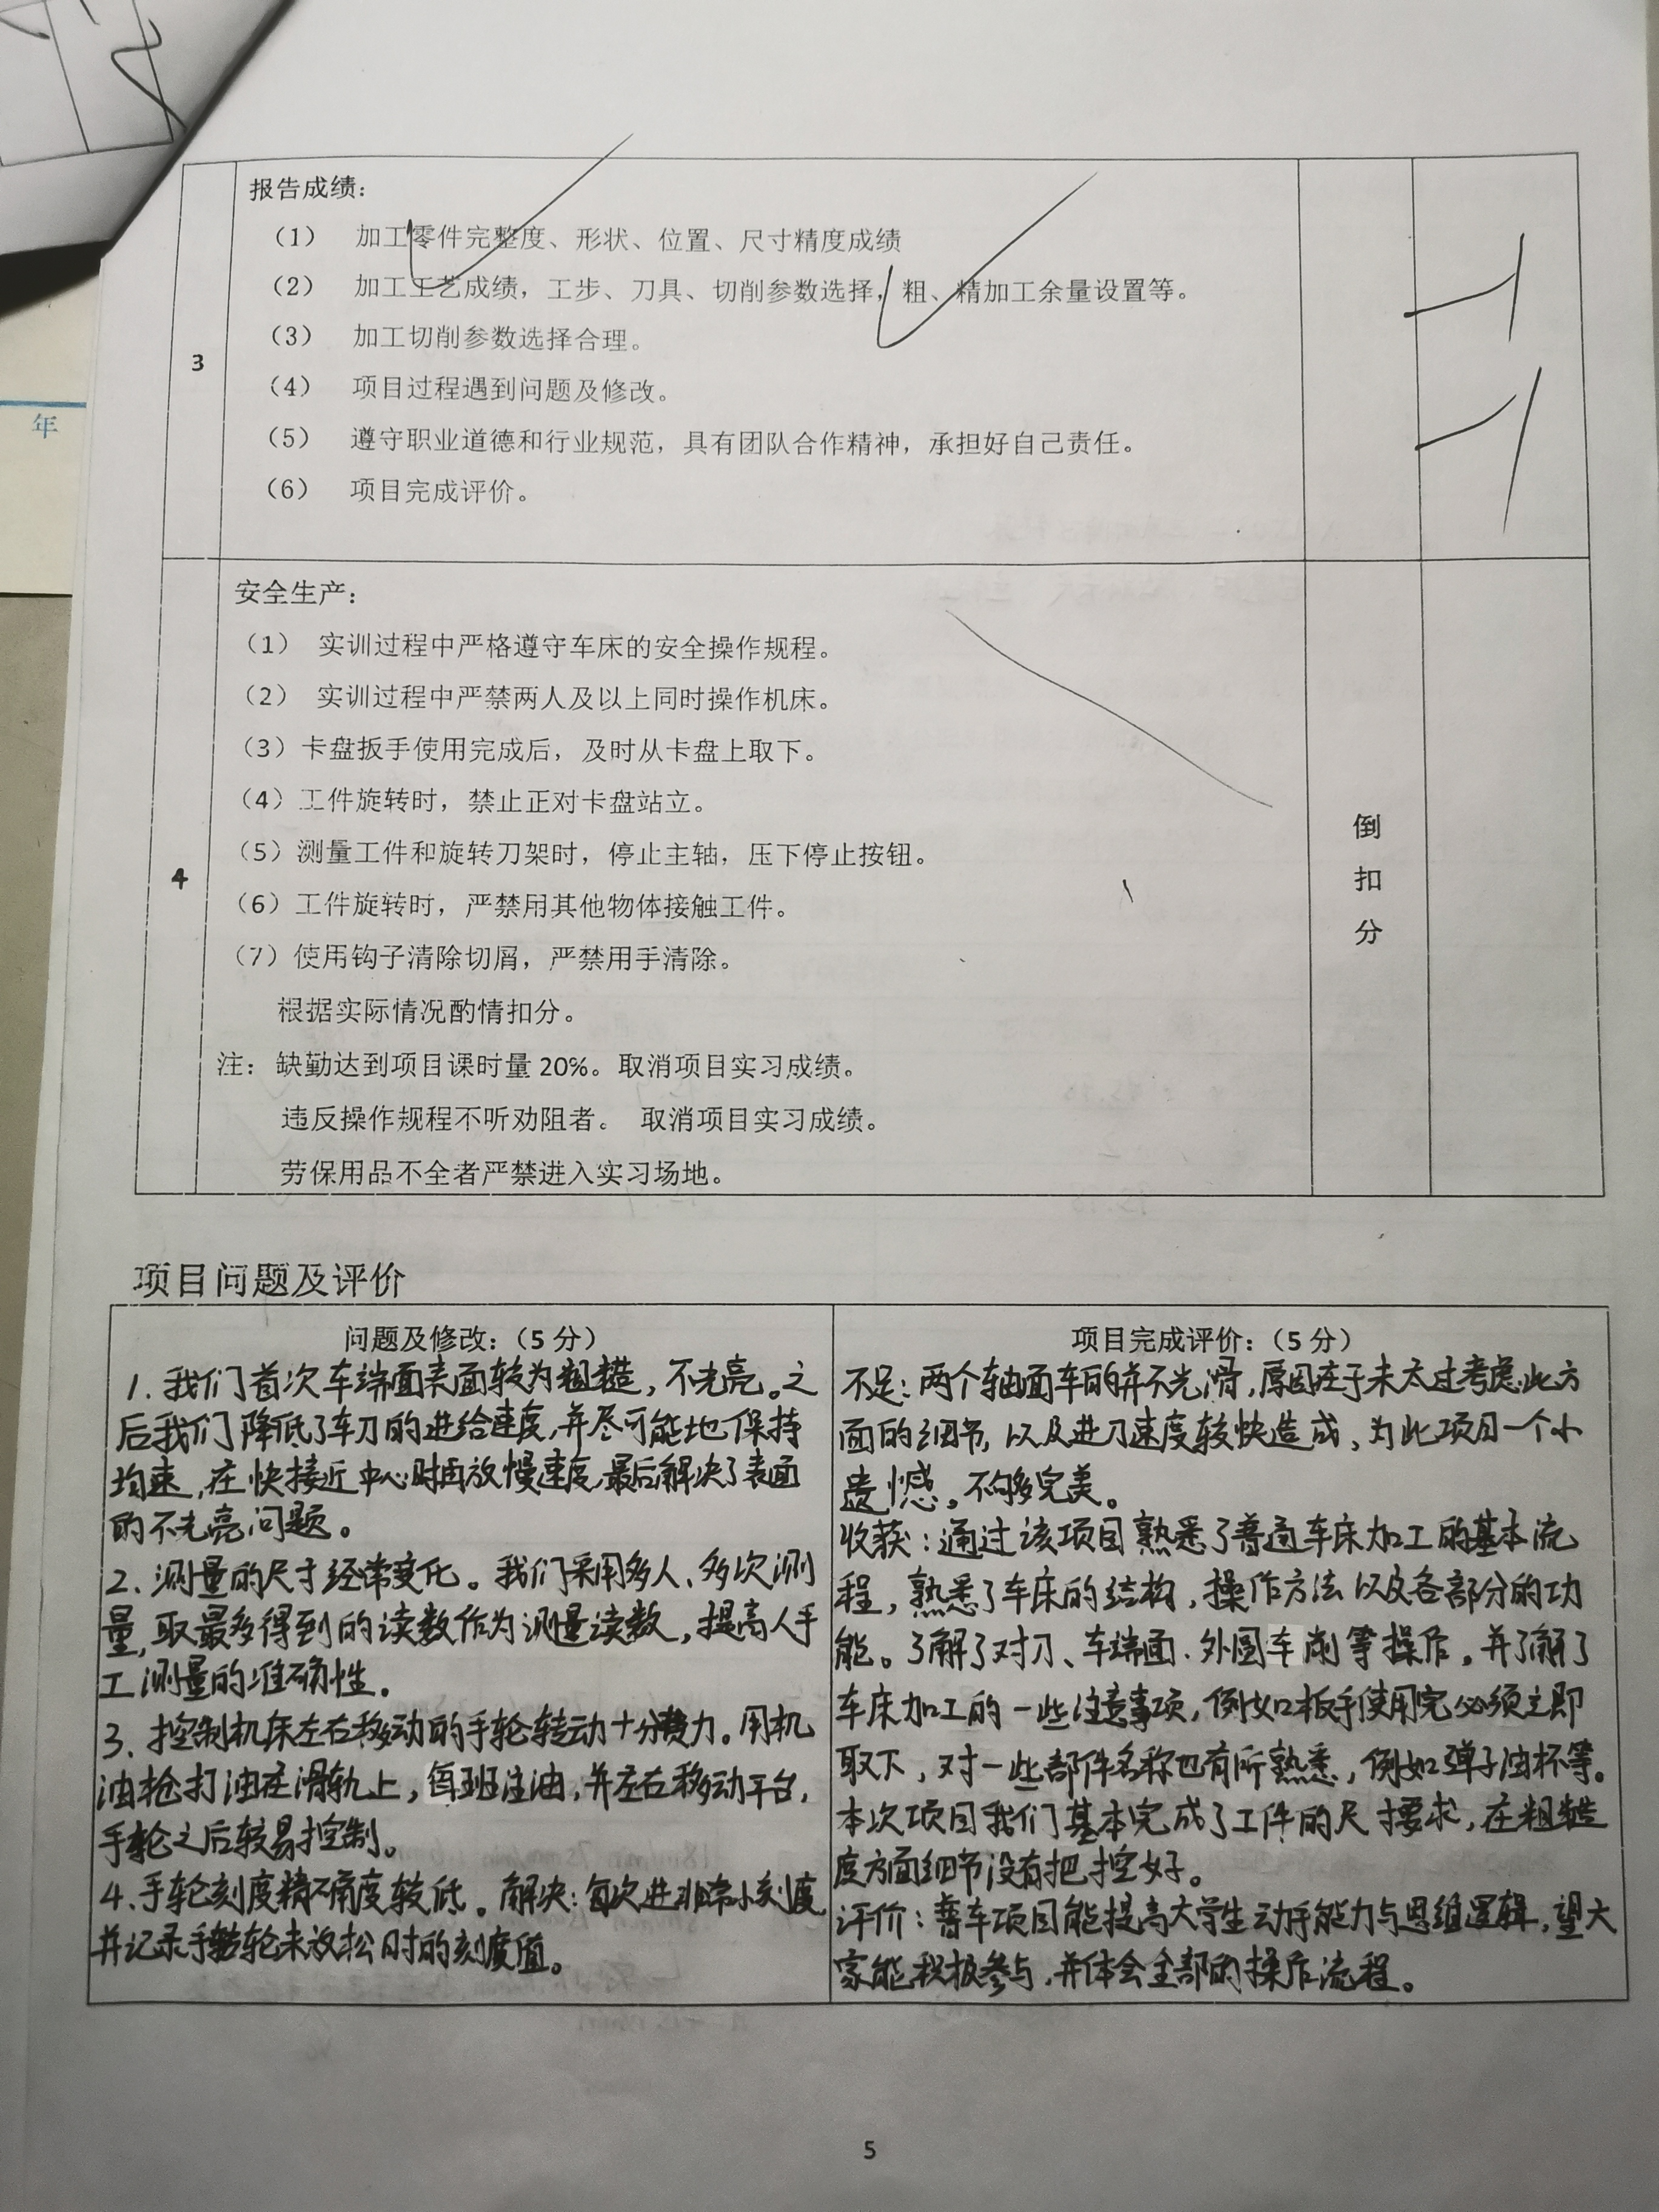 年
3
报告成绩：
（1） 加工零件完整度、形状、位置、尺寸精度成绩
（2） 加工工艺成绩，工步、刀具、切削参数选择，粗、精加工余量设置等。
（3） 加工切削参数选择合理。
（4） 项目过程遇到问题及修改。
（5） 遵守职业道德和行业规范，具有团队合作精神，承担好自己责任。
（6） 项目完成评价。
-1
-1
4
安全生产：
（1） 实训过程中严格遵守车床的安全操作规程。
（2） 实训过程中严禁两人及以上同时操作机床。
（3）卡盘扳手使用完成后，及时从卡盘上取下。
（4）工件旋转时，禁止正对卡盘站立。
（5）测量工件和旋转刀架时，停止主轴，压下停止按钮。
（6）工件旋转时，严禁用其他物体接触工件。
（7）使用钩子清除切屑，严禁用手清除。
根据实际情况酌情扣分。
注：缺勤达到项目课时量 20%。取消项目实习成绩。
违反操作规程不听劝阻者。 取消项目实习成绩。
劳保用品不全者严禁进入实习场地。
倒
扣
分
项目问题及评价
问题及修改：（5 分）
1. 我们首次车端面表面较为粗糙，不光亮。之
后我们降低了车刀的进给速度，并尽可能地保持
均速，在快接近中心时再放慢速度，最后解决了表面
的不光亮问题。
2、测量的尺寸经常变化。我们采用多人、多次测
量，取最多得到的读数作为测量读数，提高人手
工测量的准确性。
3、控制机床左右移动的手轮转动十分费力。用机
油枪打油在滑轨上，每班注油，并左右移动平台，
手轮之后较易控制。
4、手轮刻度精确度较低。解决：每次进非常小刻度
并记录手轮未放松时的刻度值。
项目完成评价：（5 分）
不足：两个轴面车的并不光滑，原因在于未太过考虑此方
面的细节，以及进刀速度较快造成、为此项目一个小
遗憾。不够完美。
收获：通过该项目熟悉了普通车床加工的基本流
程，熟悉了车床的结构，操作方法以及各部分的功
能。了解了对刀、车端面、外圆车削等操作。并了解了
车床加工的一些注意事项，例如扳手使用完必须立即
取下，对一些部件名称也有所熟悉，例如弹子油杯等。
本次项目我们基本完成了工件的尺寸要求，在粗糙
度方面细节没有把控好。
评价：普车项目能提高大学生动手能力与思维逻辑，望大
家能积极参与，并体会全部的操作流程。
5